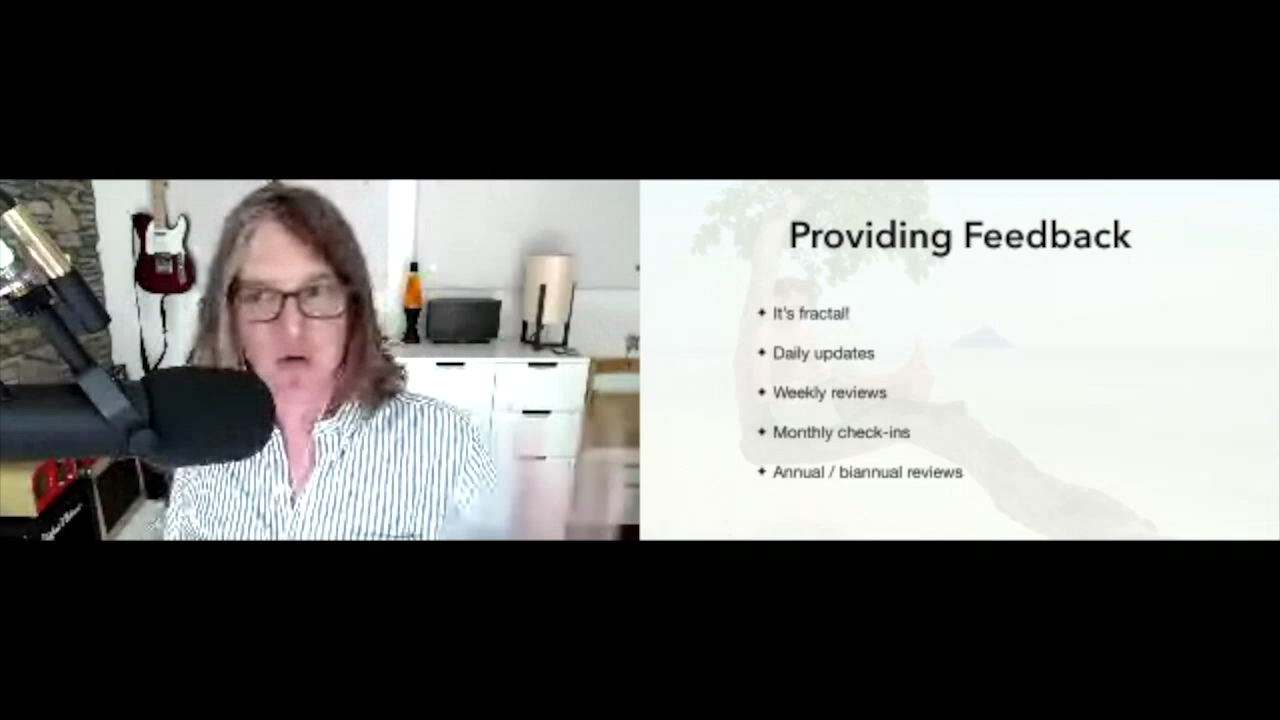 Providing Feedback
✦ It's fractal!
✦ Daily updates
✦ Weekly reviews
✦ Monthly check-ins
✦ Annual / biannual reviews